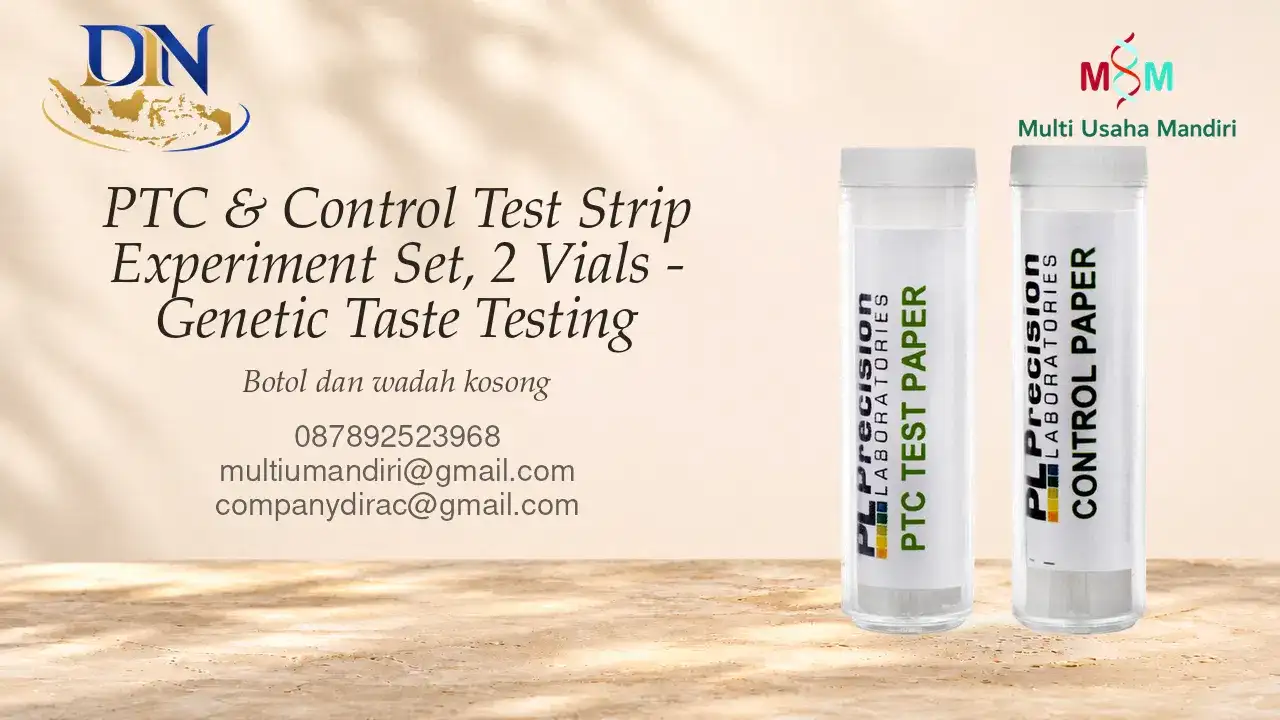 DIN
MSM
Multi Usaha Mandiri
PTC & Control Test Strip
Experiment Set, 2 Vials -
Genetic Taste Testing
Botol dan wadah kosong
087892523968
multiumandiri@gmail.com
companydirac@gmail.com
PL Precision
LABORATORIES
PTC TEST PAPER
PL Precision
LABORATORIES
CONTROL PAPER